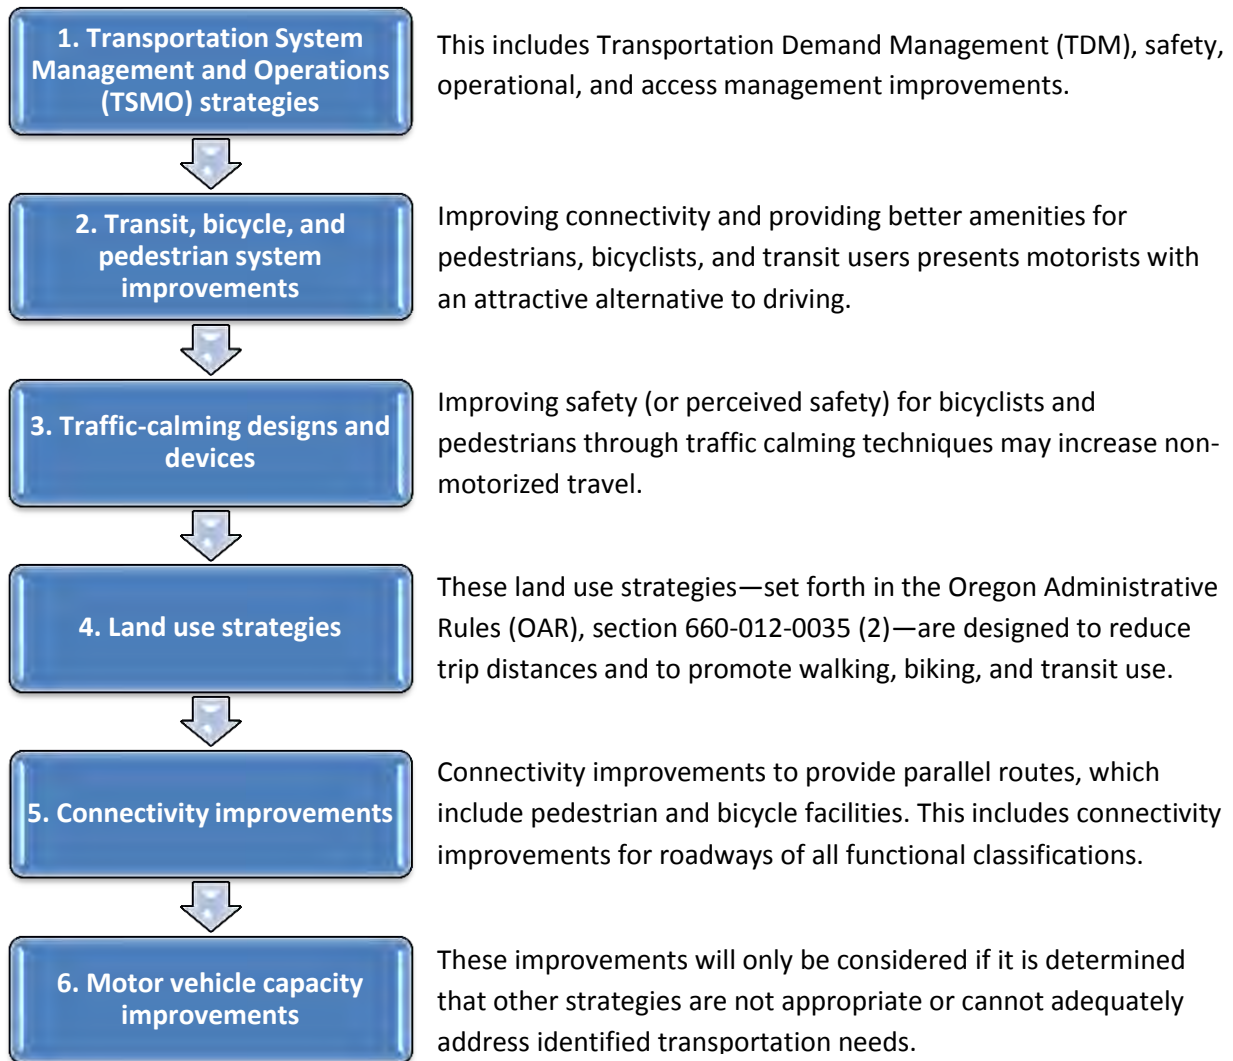 1. Transportation System
Management and Operations
(TSMO) strategies
This includes Transportation Demand Management (TDM), safety,
operational, and access management improvements.
2. Transit, bicycle, and
pedestrian system
improvements
Improving connectivity and providing better amenities for
pedestrians, bicyclists, and transit users presents motorists with
an attractive alternative to driving.
3. Traffic-calming designs and
devices
Improving safety (or perceived safety) for bicyclists and
pedestrians through traffic calming techniques may increase non-
motorized travel.
4. Land use strategies
These land use strategies—set forth in the Oregon Administrative
Rules (OAR), section 660-012-0035 (2)—are designed to reduce
trip distances and to promote walking, biking, and transit use.
5. Connectivity improvements
Connectivity improvements to provide parallel routes, which
include pedestrian and bicycle facilities. This includes connectivity
improvements for roadways of all functional classifications.
6. Motor vehicle capacity
improvements
These improvements will only be considered if it is determined
that other strategies are not appropriate or cannot adequately
address identified transportation needs.